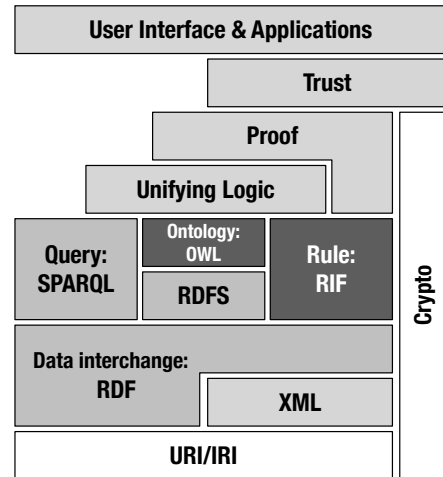 User Interface & Applications
Trust
Proof
Unifying Logic
Query:
SPARQL
Ontology:
OWL
RDFS
Rule:
RIF
Crypto
Data interchange:
RDF
XML
URI/IRI